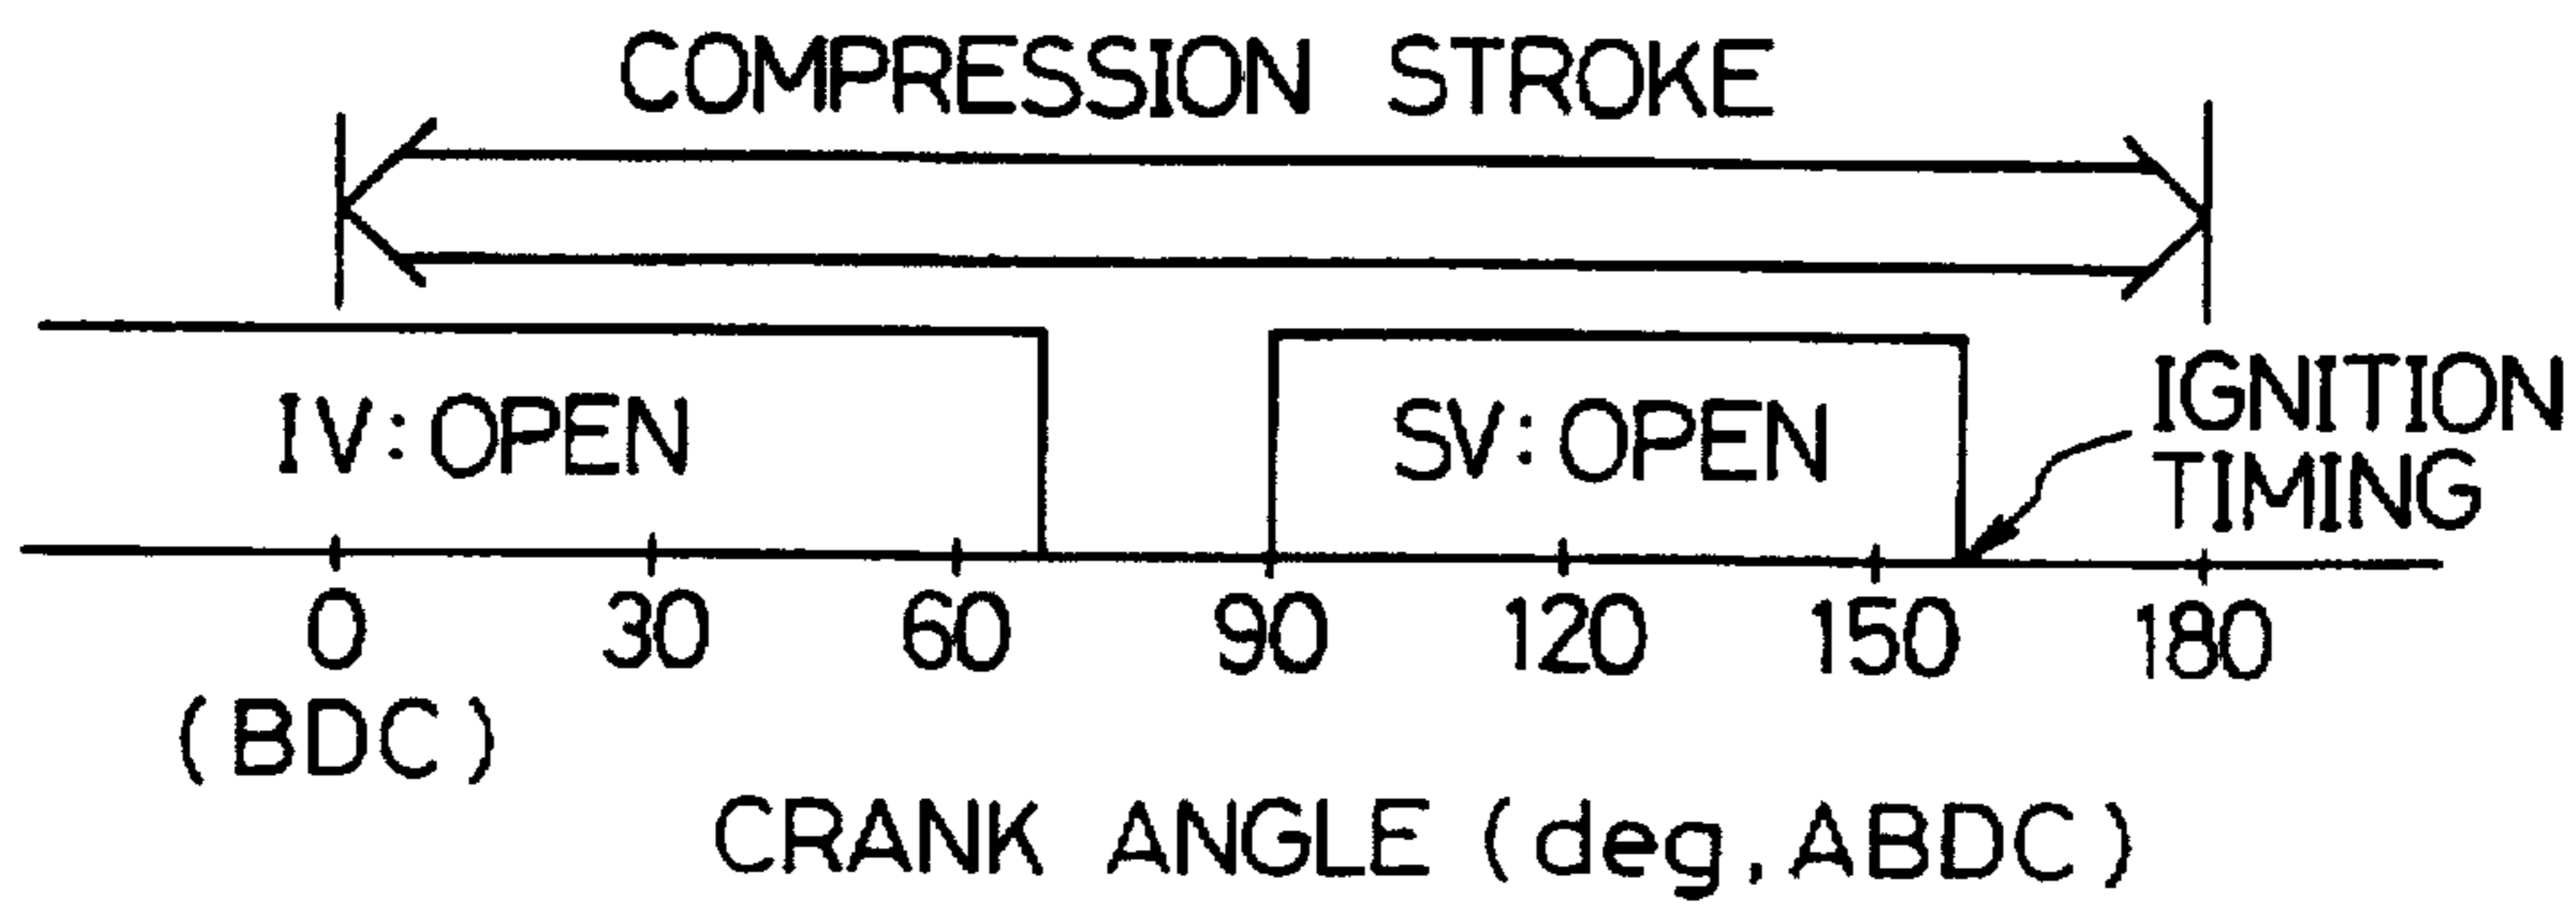 COMPRESSION STROKE
IV: OPEN
SV: OPEN
IGNITION
TIMING
0 30 60 90 120 150 180
(BDC)
CRANK ANGLE (deg, ABDC)